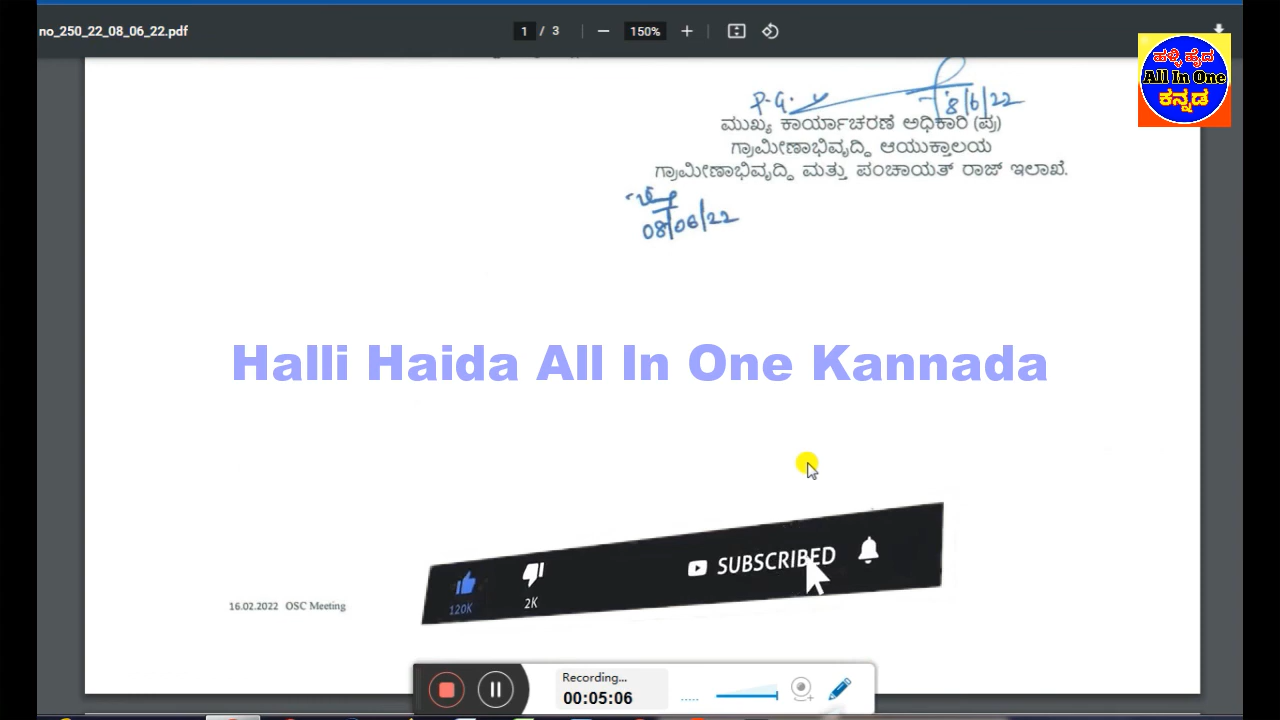 no_250_22_08_06_22.pdf
1 / 3
150%
ಹಳ್ಳಿ ಹೈದ
All In One
ಕನ್ನಡ
P.G.
8/6/22
ಮುಖ್ಯ ಕಾರ್ಯಾಚರಣೆ ಅಧಿಕಾರಿ (ಪ್ರ)
ಗ್ರಾಮೀಣಾಭಿವೃದ್ಧಿ ಆಯುಕ್ತಾಲಯ
ಗ್ರಾಮೀಣಾಭಿವೃದ್ಧಿ ಮತ್ತು ಪಂಚಾಯತ್ ರಾಜ್ ಇಲಾಖೆ.
08/06/22
Halli Haida All In One Kannada
SUBSCRIBED
120K
2K
16.02.2022 OSC Meeting
Recording...
00:05:06